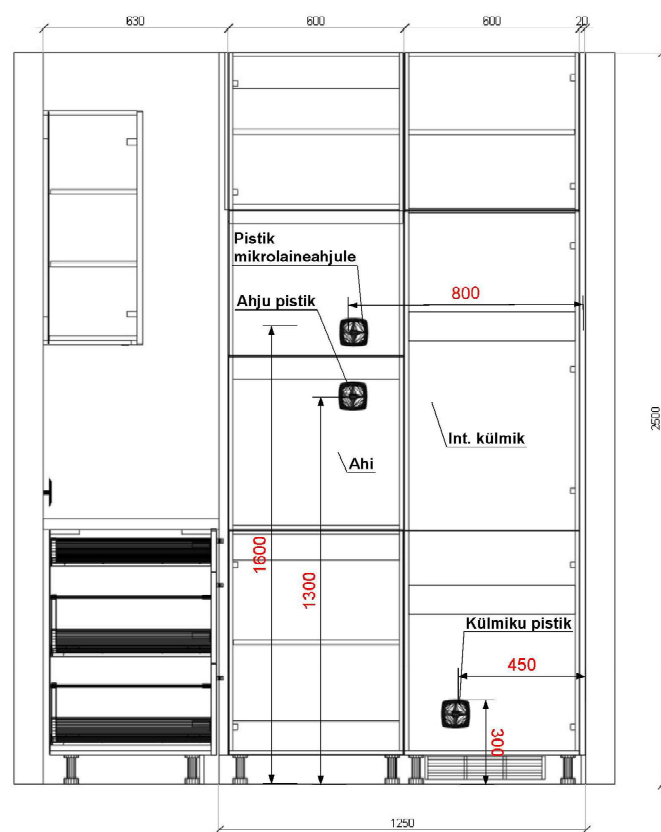 630
600
600
20
Pistik
mikrolaineahjule
Ahju pistik
800
2500
Int. külmik
Ahi
1600
1300
Külmiku pistik
450
300
1250